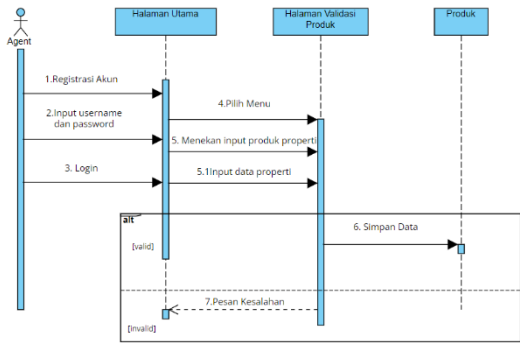 Agent
Halaman Utama
Halaman Validasi
Produk
Produk
1.Registrasi Akun
2.Input username
dan password
3. Login
4.Pilih Menu
5. Menekan input produk properti
5.1Input data properti
alt
[valid]
6. Simpan Data
7.Pesan Kesalahan
[invalid]